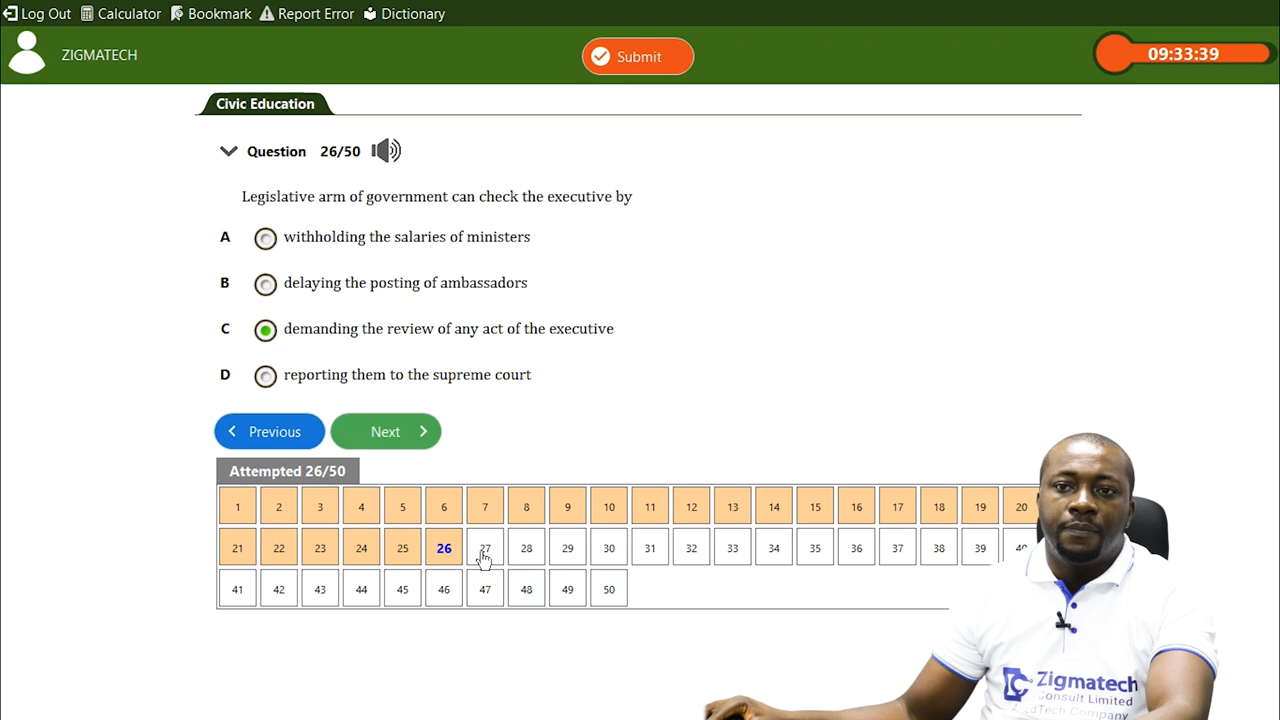 Log Out Calculator Bookmark Report Error Dictionary
ZIGMATECH Submit 09:33:39
Civic Education
Question 26/50
Legislative arm of government can check the executive by
A withholding the salaries of ministers
B delaying the posting of ambassadors
C demanding the review of any act of the executive
D reporting them to the supreme court
Previous Next
Attempted 26/50
1 2 3 4 5 6 7 8 9 10 11 12 13 14 15 16 17 18 19 20
21 22 23 24 25 26 27 28 29 30 31 32 33 34 35 36 37 38 39 40
41 42 43 44 45 46 47 48 49 50
Zigmatech
Consult Limited
EdTech Company